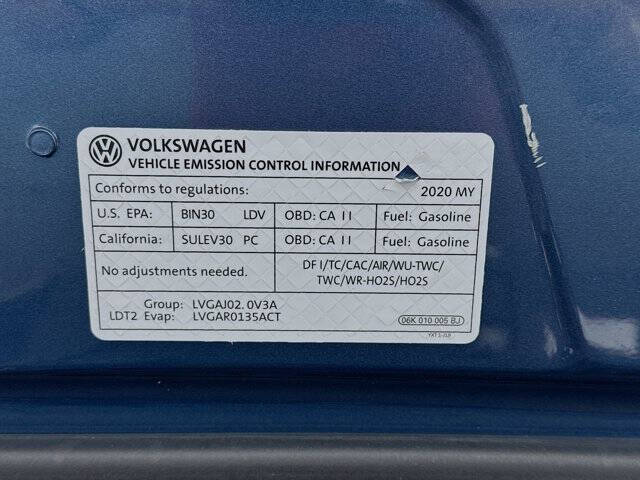 VOLKSWAGEN
VEHICLE EMISSION CONTROL INFORMATION
Conforms to regulations: 2020 MY
U.S. EPA: BIN30 LDV OBD: CA II Fuel: Gasoline
California: SULEV30 PC OBD: CA II Fuel: Gasoline
No adjustments needed.
DFI/TC/CAC/AIR/WU-TWC/
TWC/WR-HO2S/HO2S
Group: LVGAJ02.0V3A
LDT2 Evap: LVGAR0135ACT
06K 010 005 BJ